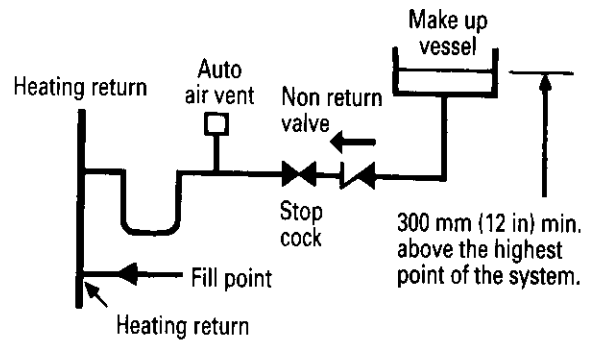 Make up
vessel
Auto
air vent
Heating return
Non return
valve
Stop
cock
300 mm (12 in) min.
above the highest
point of the system.
Fill point
Heating return